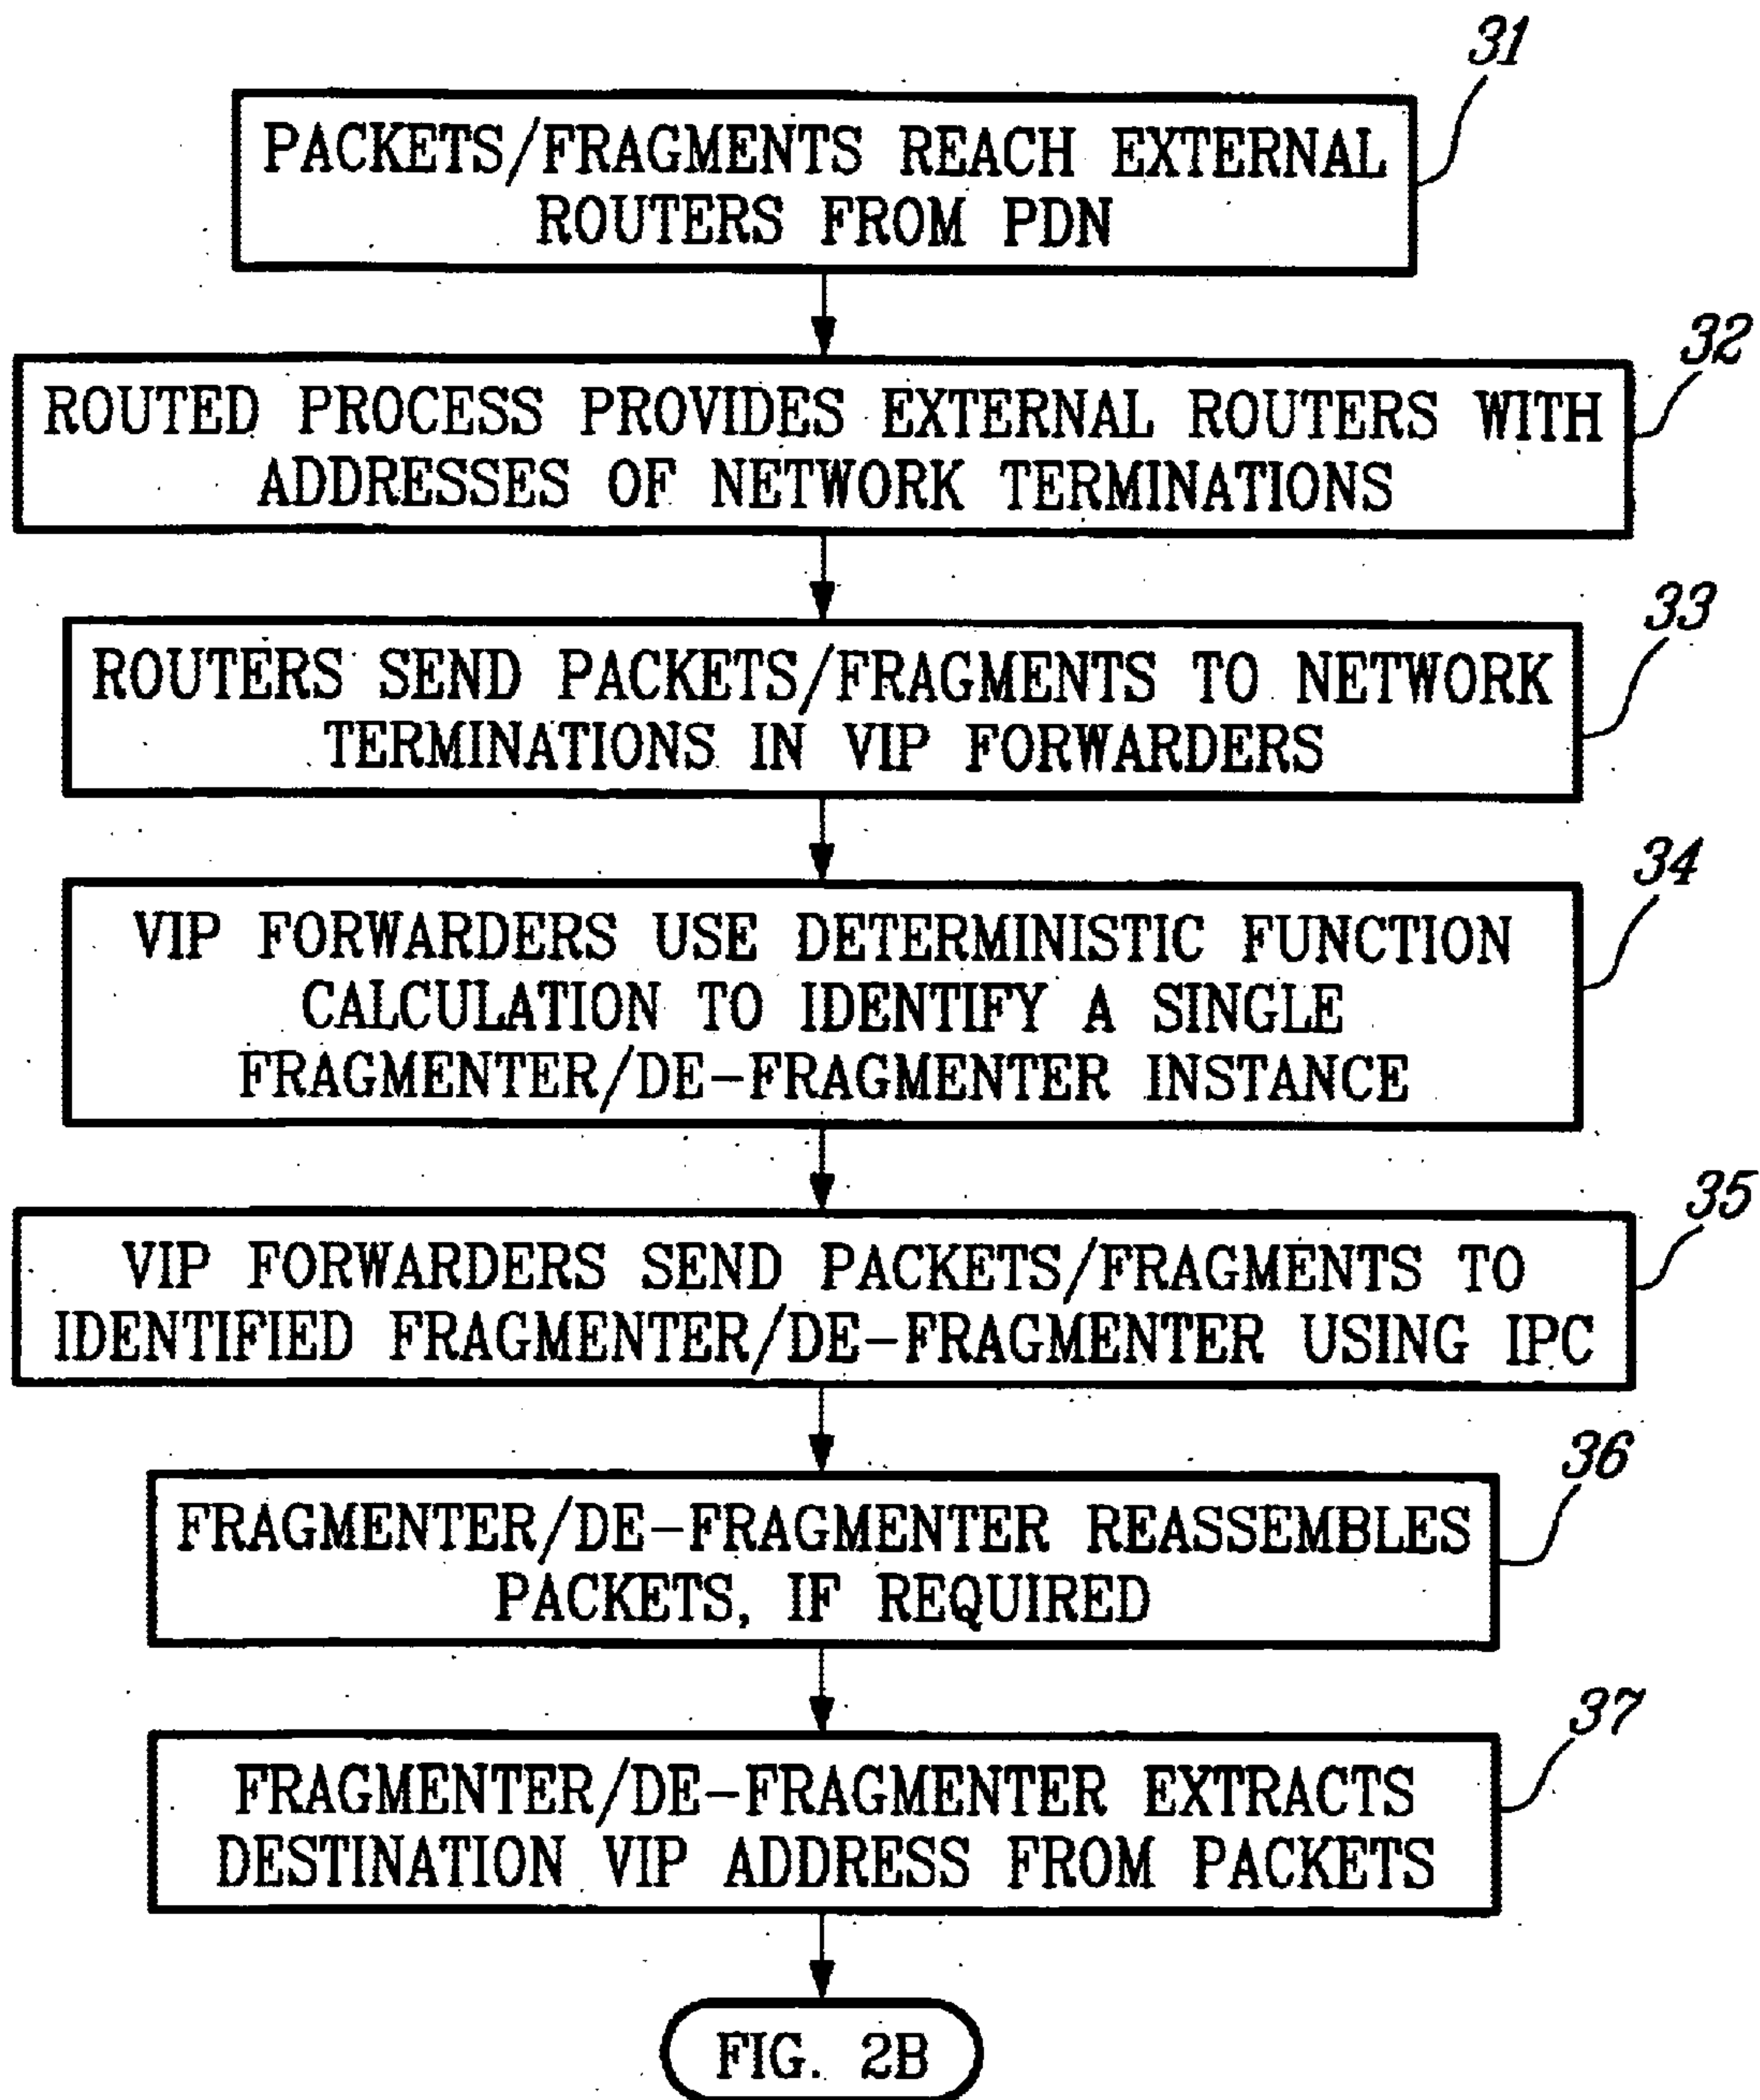 31
PACKETS/FRAGMENTS REACH EXTERNAL
ROUTERS FROM PDN
32
ROUTED PROCESS PROVIDES EXTERNAL ROUTERS WITH
ADDRESSES OF NETWORK TERMINATIONS
33
ROUTERS SEND PACKETS/FRAGMENTS TO NETWORK
TERMINATIONS IN VIP FORWARDERS
34
VIP FORWARDERS USE DETERMINISTIC FUNCTION
CALCULATION TO IDENTIFY A SINGLE
FRAGMENTER/DE-FRAGMENTER INSTANCE
35
VIP FORWARDERS SEND PACKETS/FRAGMENTS TO
IDENTIFIED FRAGMENTER/DE-FRAGMENTER USING IPC
36
FRAGMENTER/DE-FRAGMENTER REASSEMBLES
PACKETS, IF REQUIRED
37
FRAGMENTER/DE-FRAGMENTER EXTRACTS
DESTINATION VIP ADDRESS FROM PACKETS
FIG. 2B